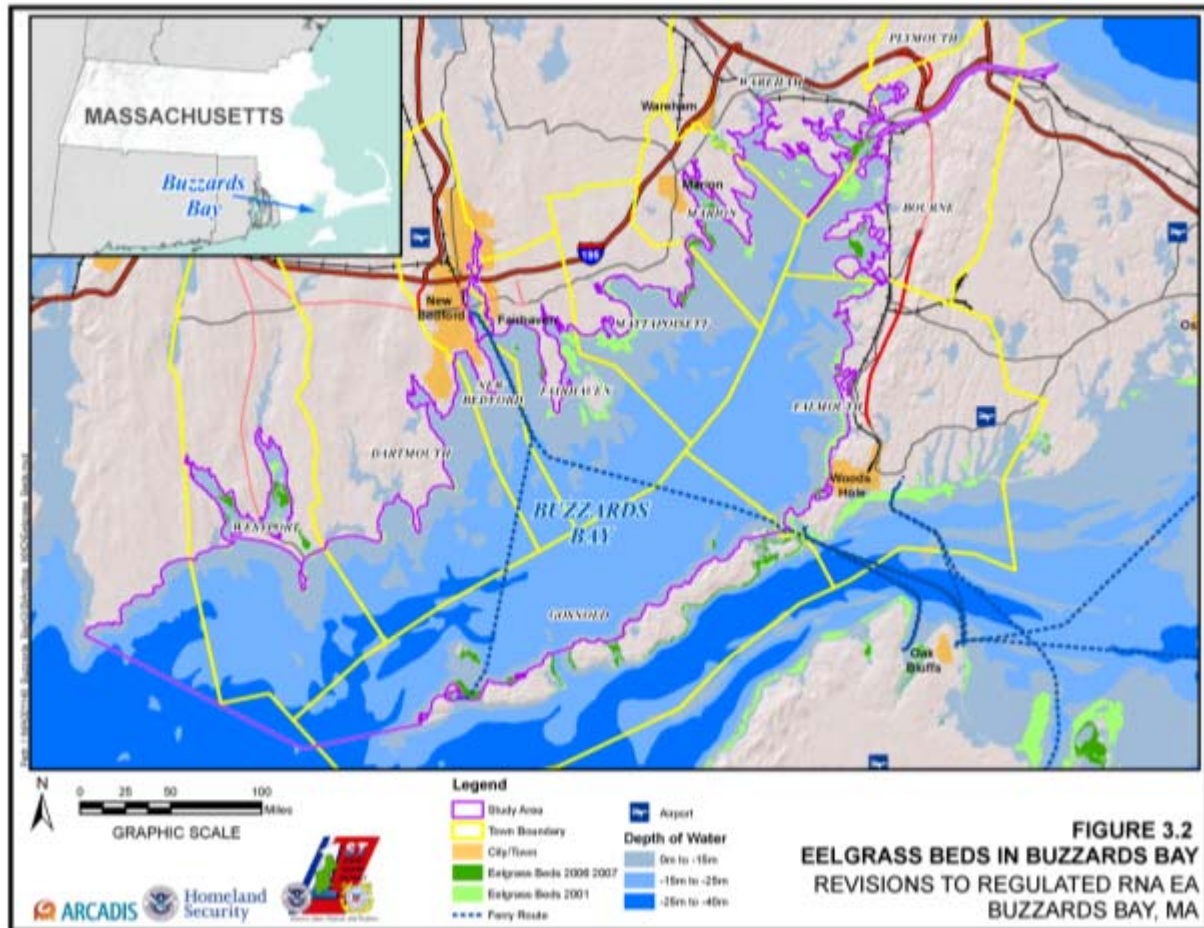 MASSACHUSETTS
Buzzards
Bay
PLYMOUTH
WAREHAM
Wareham
Marion
MARION
BOURNE
195
New
Bedford
Fairhaven
MATTAPOISETT
NEW
BEDFORD
FAIRHAVEN
FALMOUTH
DARTMOUTH
Woods
Hole
WESTPORT
BUZZARDS
BAY
GOSNOLD
Oak
Bluffs
N
0 25 50 100
Miles
GRAPHIC SCALE
ARCADIS
Homeland
Security
Legend
Study Area
Town Boundary
City/Town
Eelgrass Beds 2006 2007
Eelgrass Beds 2001
Ferry Route
Airport
Depth of Water
0m to -15m
-15m to -25m
-25m to -40m
FIGURE 3.2
EELGRASS BEDS IN BUZZARDS BAY
REVISIONS TO REGULATED RNA EA
BUZZARDS BAY, MA